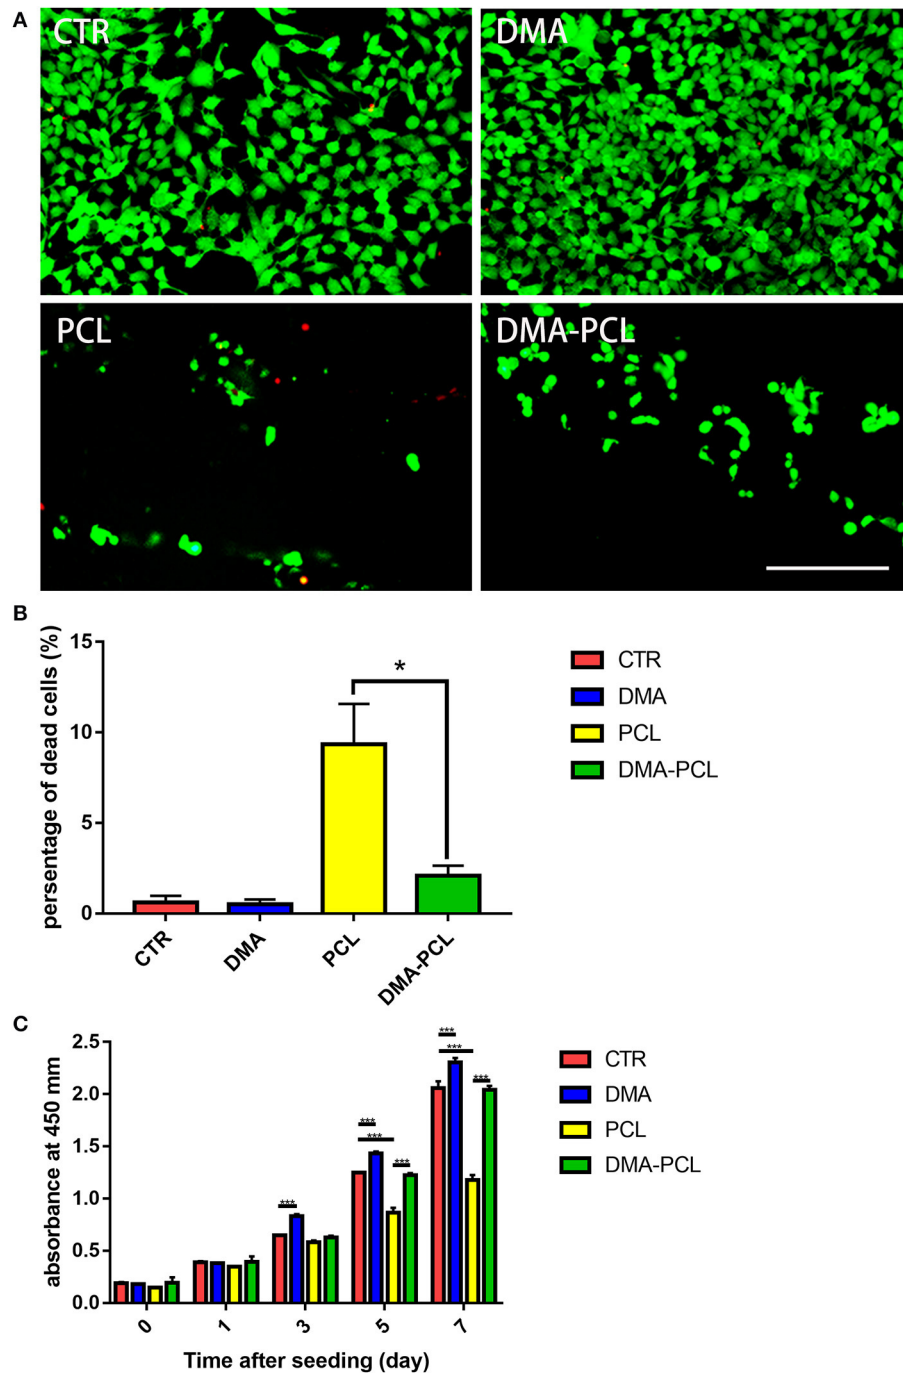 A
CTR
DMA
PCL
DMA-PCL
B
persentage of dead cells (%)
15
10
5
0
*
CTR
DMA
PCL
DMA-PCL
CTR
DMA
PCL
DMA-PCL
C
absorbance at 450 mm
2.5
2.0
1.5
1.0
0.5
0.0
***
***
***
***
***
***
***
0
1
3
5
7
Time after seeding (day)
CTR
DMA
PCL
DMA-PCL